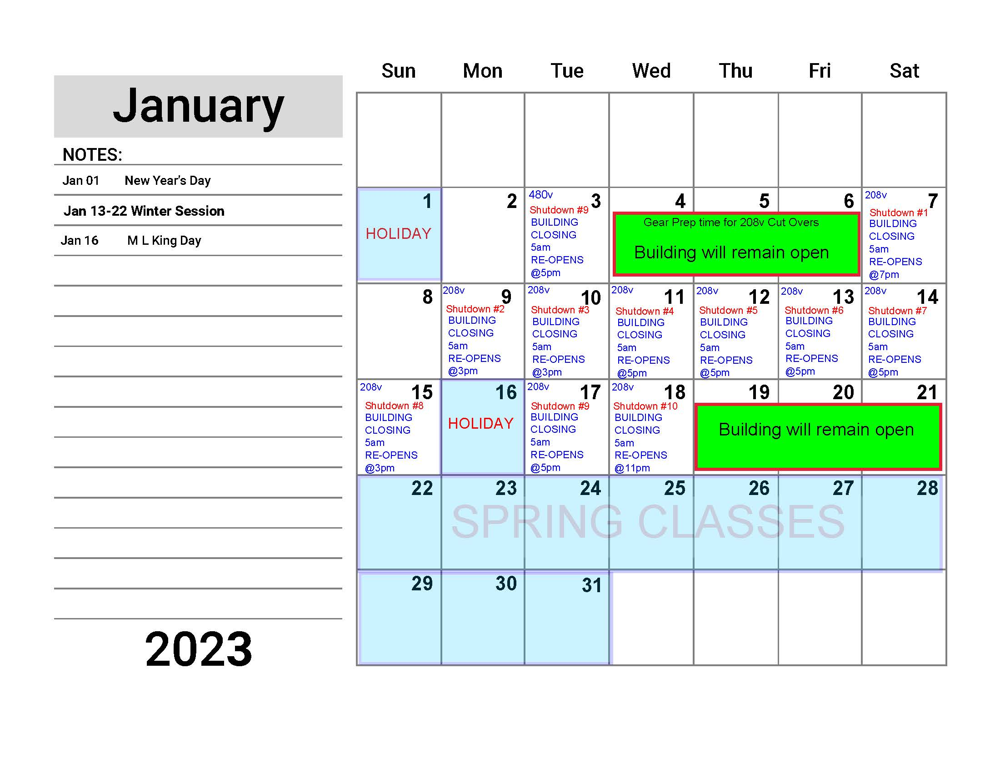 January
NOTES:
Jan 01 New Year's Day
Jan 13-22 Winter Session
Jan 16 M L King Day
2023
Sun Mon Tue Wed Thu Fri Sat
1
HOLIDAY
2
480v 3
Shutdown #9
BUILDING
CLOSING
5am
RE-OPENS
@5pm
4 5 6
Gear Prep time for 208v Cut Overs
Building will remain open
208v 7
Shutdown #1
BUILDING
CLOSING
5am
RE-OPENS
@7pm
8
208v 9
Shutdown #2
BUILDING
CLOSING
5am
RE-OPENS
@3pm
208v 10
Shutdown #3
BUILDING
CLOSING
5am
RE-OPENS
@3pm
208v 11
Shutdown #4
BUILDING
CLOSING
5am
RE-OPENS
@5pm
208v 12
Shutdown #5
BUILDING
CLOSING
5am
RE-OPENS
@5pm
208v 13
Shutdown #6
BUILDING
CLOSING
5am
RE-OPENS
@5pm
208v 14
Shutdown #7
BUILDING
CLOSING
5am
RE-OPENS
@5pm
208v 15
Shutdown #8
BUILDING
CLOSING
5am
RE-OPENS
@3pm
16
HOLIDAY
208v 17
Shutdown #9
BUILDING
CLOSING
5am
RE-OPENS
@5pm
208v 18
Shutdown #10
BUILDING
CLOSING
5am
RE-OPENS
@11pm
19 20 21
Building will remain open
22 23 24 25 26 27 28
SPRING CLASSES
29 30 31